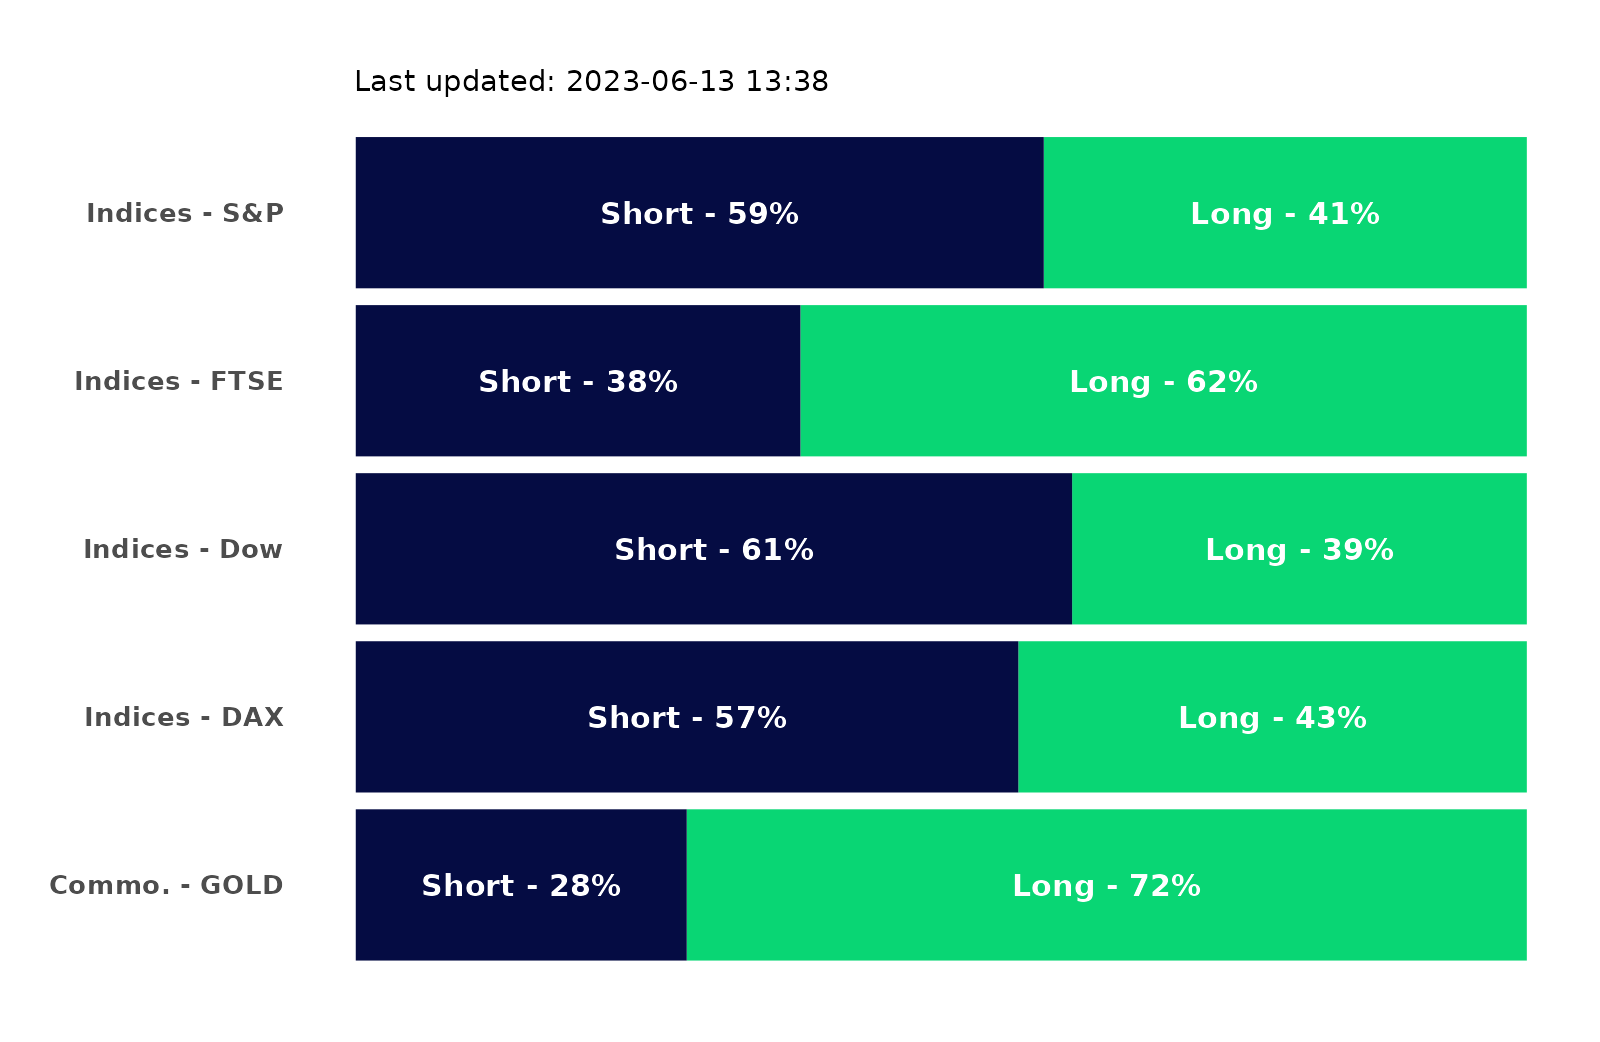 Last updated: 2023-06-13 13:38
Indices - S&P
Short - 59%
Long - 41%
Indices - FTSE
Short - 38%
Long - 62%
Indices - Dow
Short - 61%
Long - 39%
Indices - DAX
Short - 57%
Long - 43%
Commo. - GOLD
Short - 28%
Long - 72%